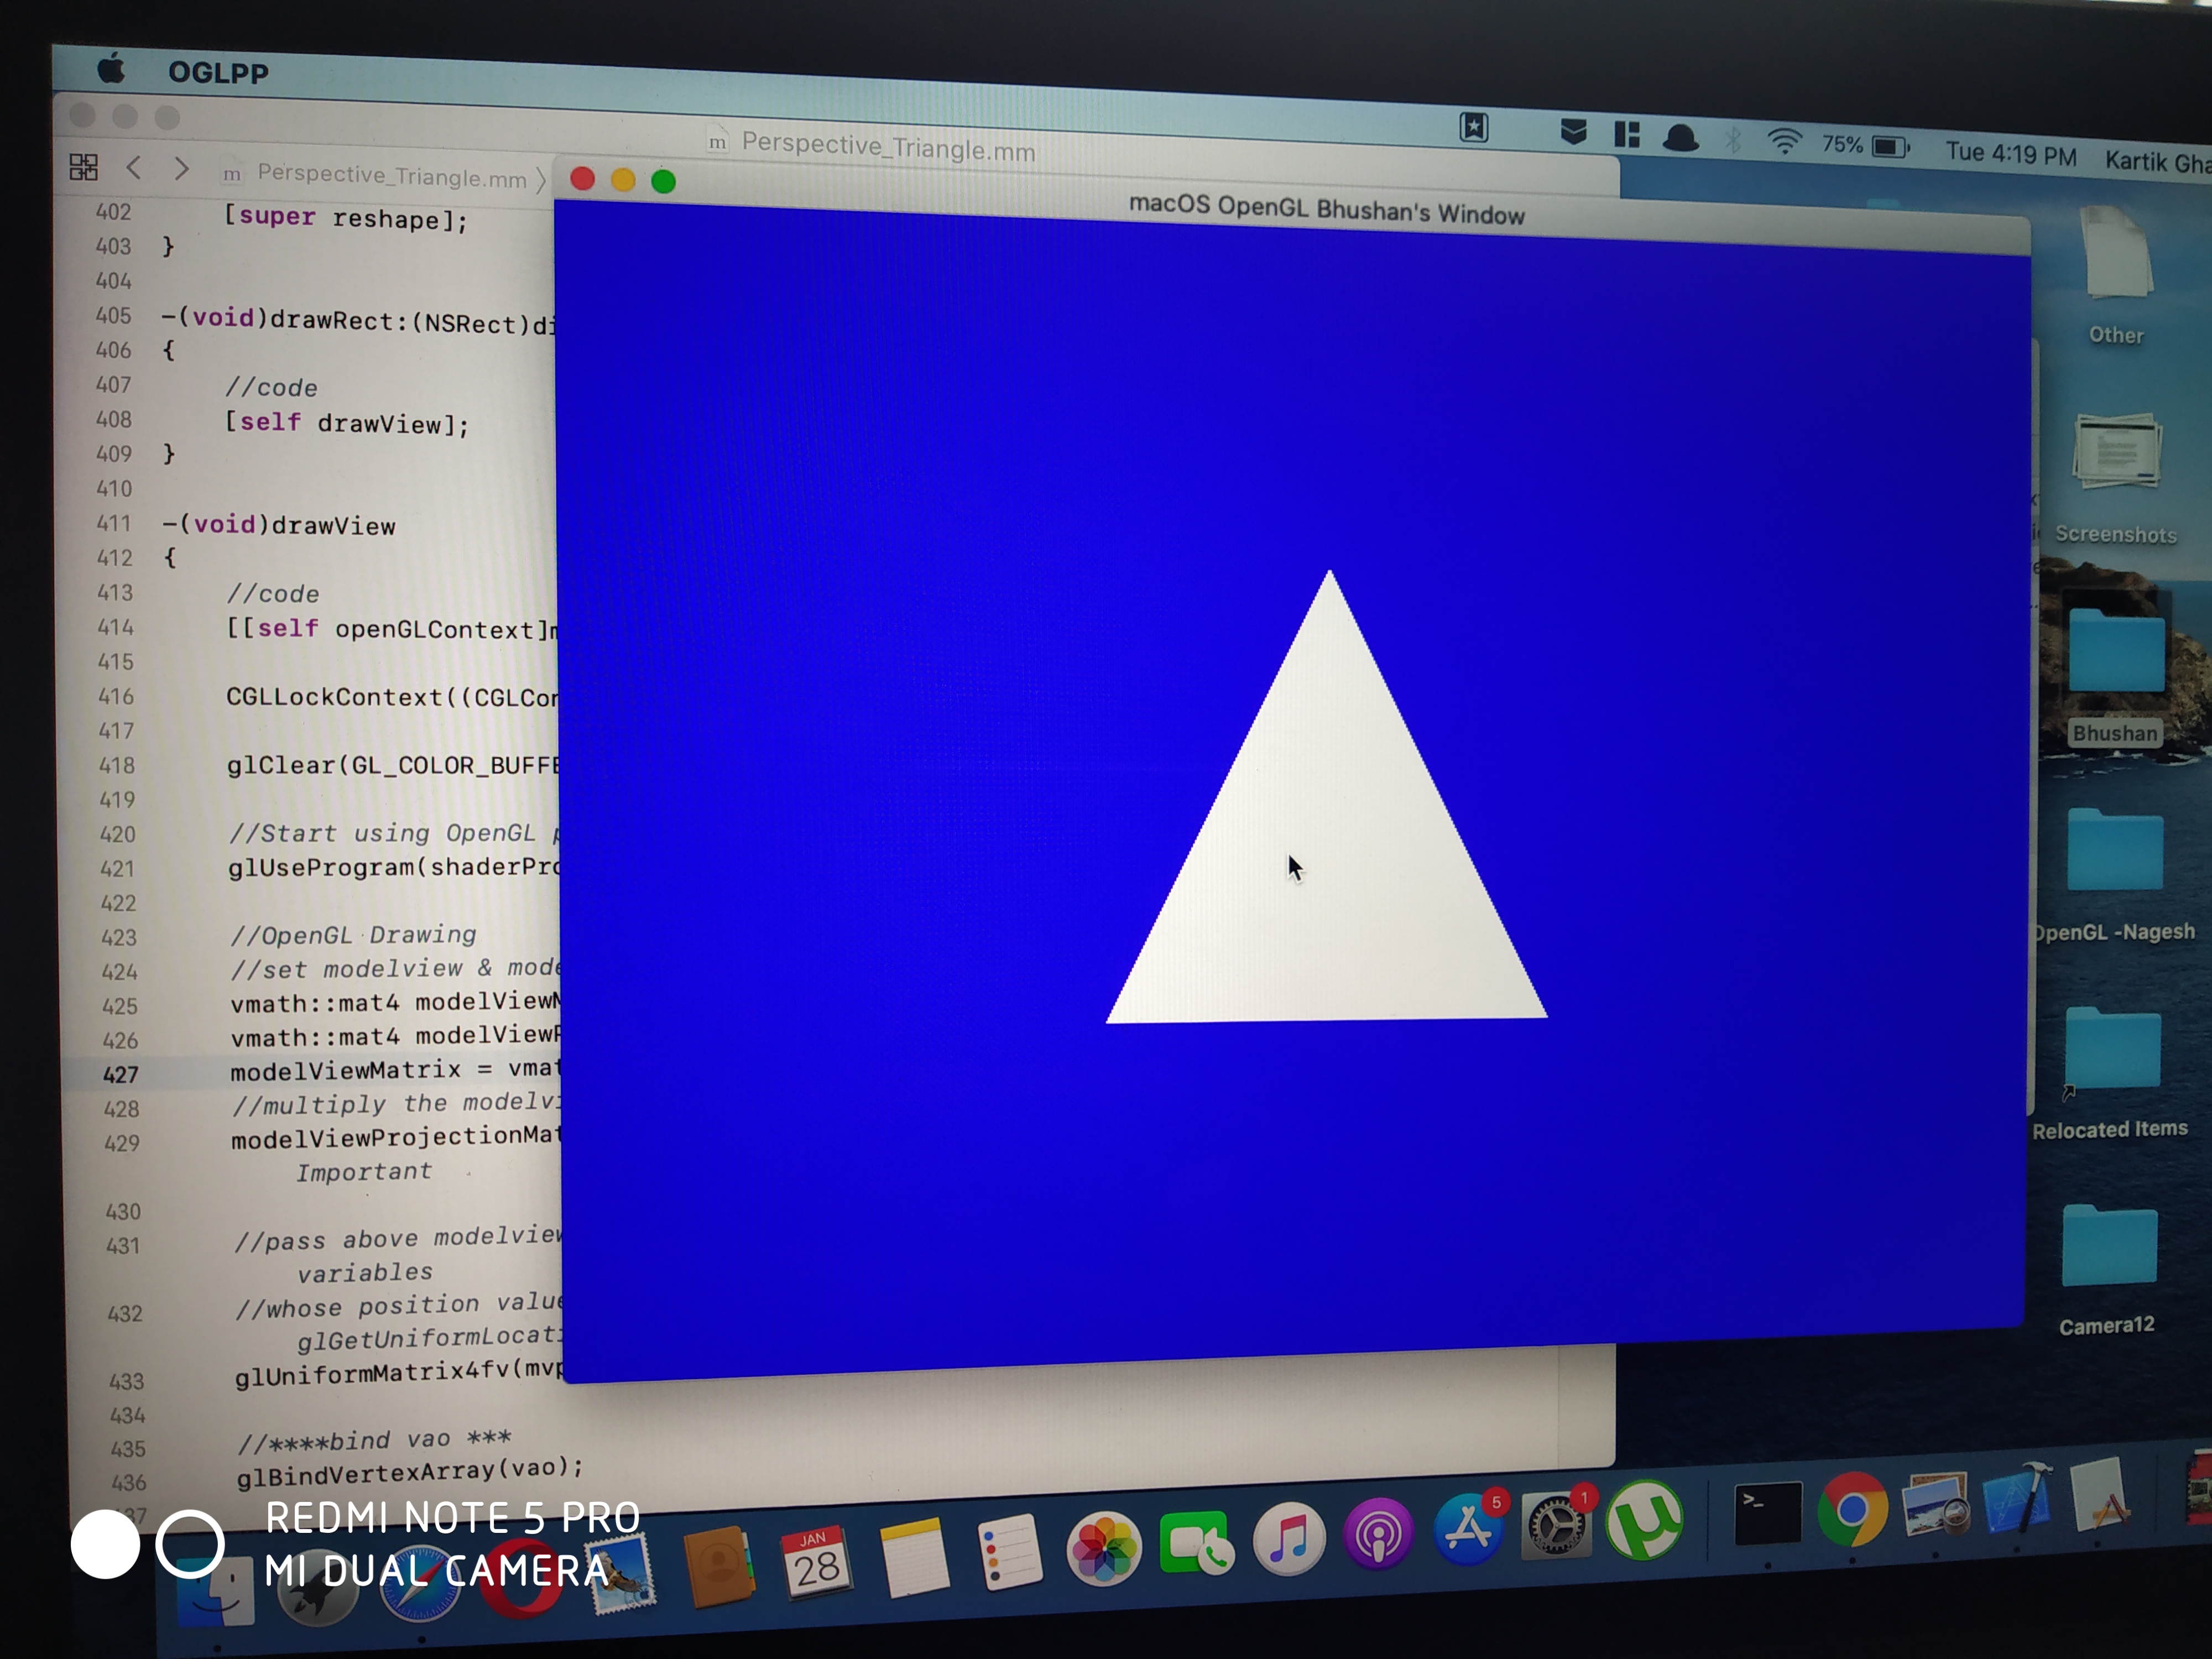 OGLPP
75%
Tue 4:19 PM
Kartik
Perspective_Triangle.mm
Perspective_Triangle.mm
macOS OpenGL Bhushan's Window
402 [super reshape];
403 }
404
405 -(void)drawRect:(NSRect)di
406 {
407 //code
408 [self drawView];
409 }
410
411 -(void)drawView
412 {
413 //code
414 [[self openGLContext]m
415
416 CGLLockContext((CGLCon
417
418 glClear(GL_COLOR_BUFFE
419
420 //Start using OpenGL p
421 glUseProgram(shaderPro
422
423 //OpenGL Drawing
424 //set modelview & mode
425 vmath::mat4 modelViewM
426 vmath::mat4 modelViewP
427 modelViewMatrix = vmat
428 //multiply the modelvi
429 modelViewProjectionMat
Important
430
431 //pass above modelview
variables
432 //whose position value
glGetUniformLocati
433 glUniformMatrix4fv(mvp
434
435 //****bind vao ***
436 glBindVertexArray(vao);
Other
Screenshots
Bhushan
OpenGL -Nagesh
Relocated Items
Camera12
REDMI NOTE 5 PRO
MI DUAL CAMERA
JAN
28
5
1